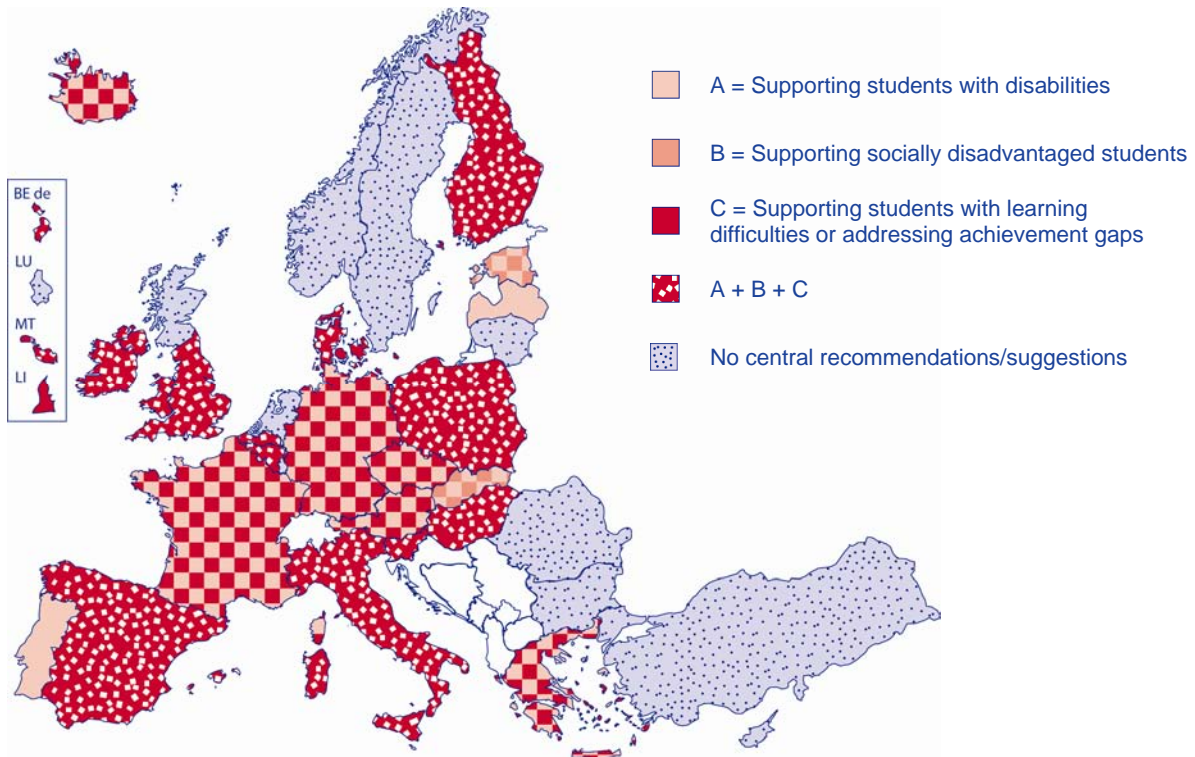 A = Supporting students with disabilities
B = Supporting socially disadvantaged students
C = Supporting students with learning
difficulties or addressing achievement gaps
A + B + C
No central recommendations/suggestions
BE de
LU
MT
LI